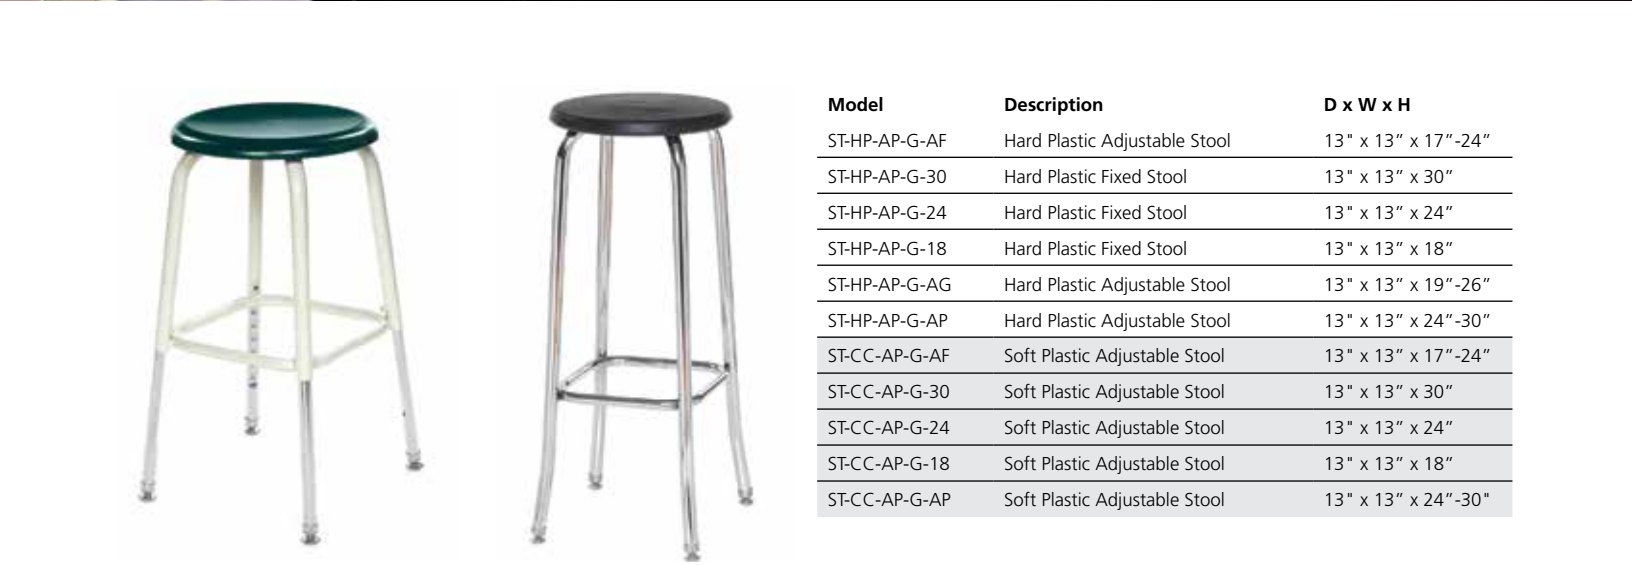 Model Description D x W x H
ST-HP-AP-G-AF Hard Plastic Adjustable Stool 13" x 13” x 17”-24”
ST-HP-AP-G-30 Hard Plastic Fixed Stool 13" x 13” x 30”
ST-HP-AP-G-24 Hard Plastic Fixed Stool 13" x 13” x 24”
ST-HP-AP-G-18 Hard Plastic Fixed Stool 13" x 13” x 18”
ST-HP-AP-G-AG Hard Plastic Adjustable Stool 13" x 13” x 19”-26”
ST-HP-AP-G-AP Hard Plastic Adjustable Stool 13" x 13” x 24”-30”
ST-CC-AP-G-AF Soft Plastic Adjustable Stool 13" x 13” x 17”-24”
ST-CC-AP-G-30 Soft Plastic Adjustable Stool 13" x 13” x 30”
ST-CC-AP-G-24 Soft Plastic Adjustable Stool 13" x 13” x 24”
ST-CC-AP-G-18 Soft Plastic Adjustable Stool 13" x 13” x 18”
ST-CC-AP-G-AP Soft Plastic Adjustable Stool 13" x 13” x 24”-30"